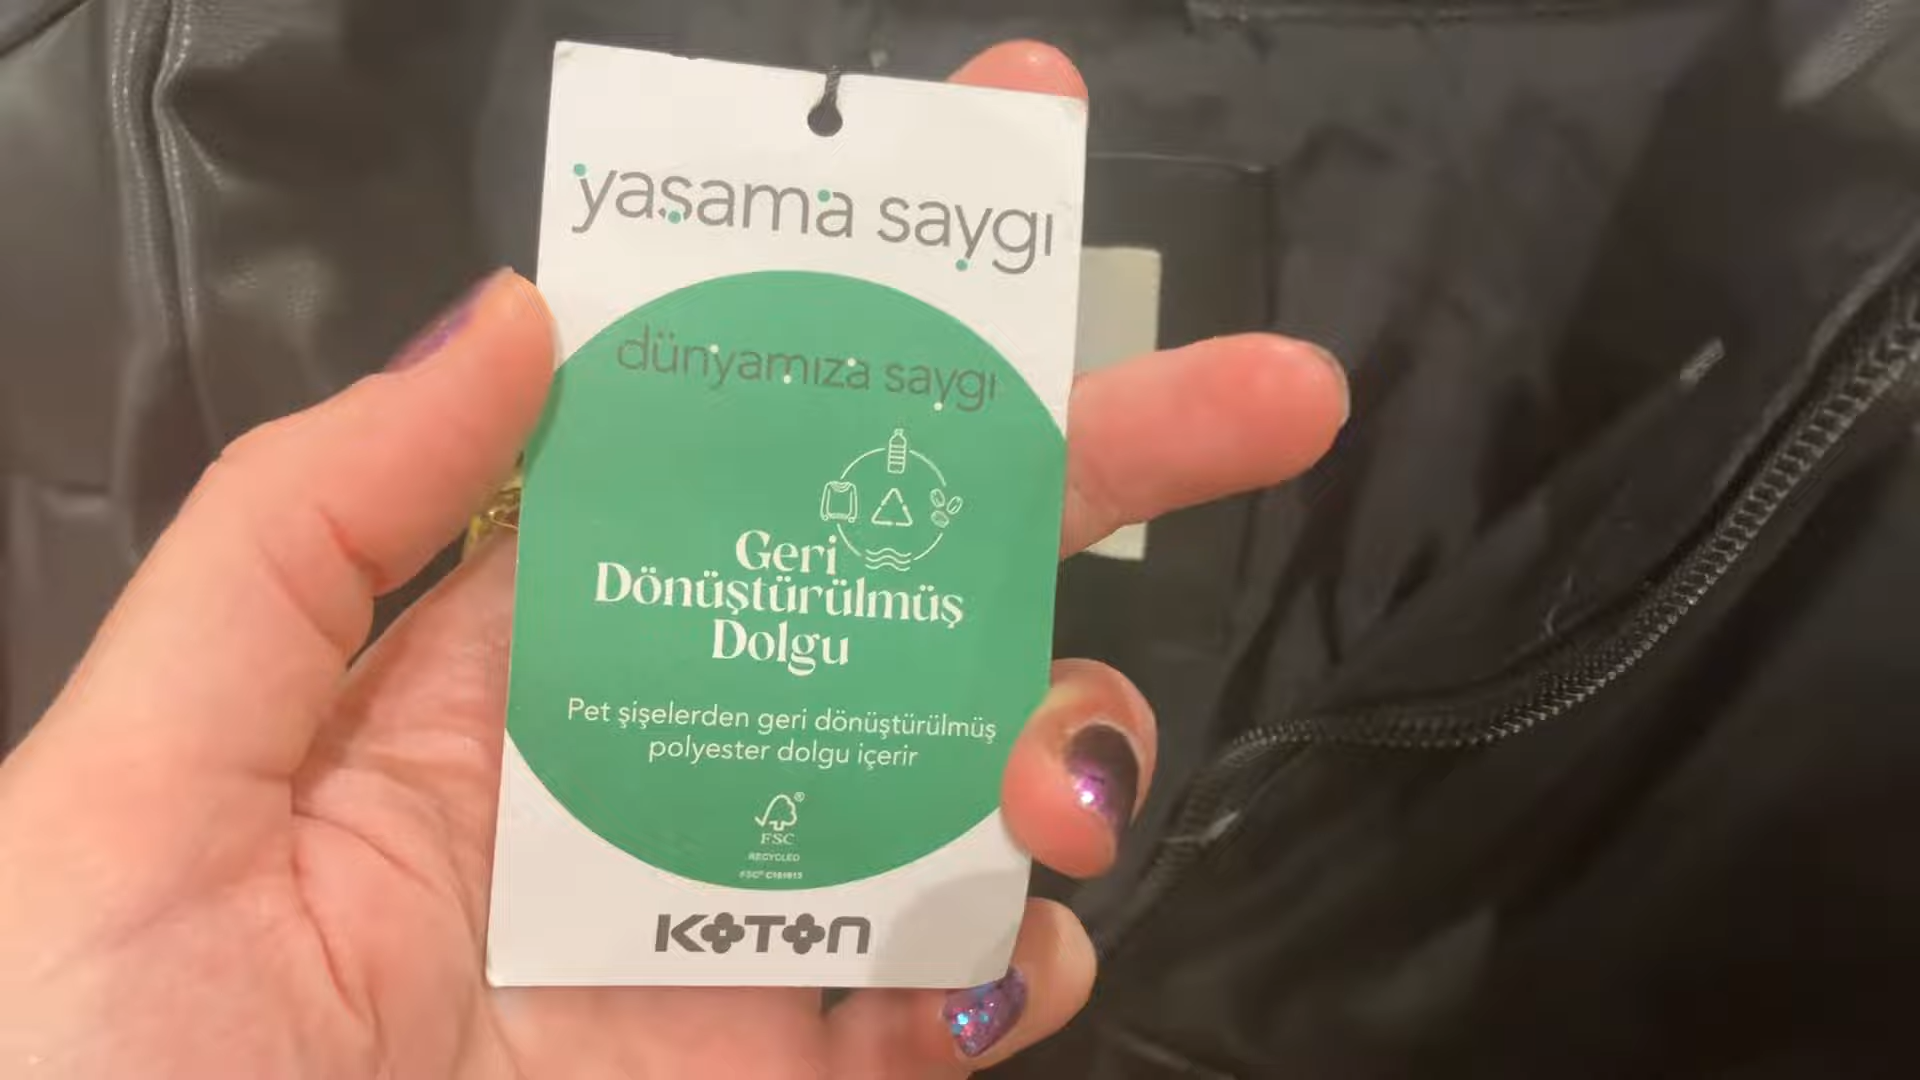 yaşama saygı
dünyamıza saygı
Geri
Dönüştürülmüş
Dolgu
Pet şişelerden geri dönüştürülmüş
polyester dolgu içerir
FSC
RECYCLED
KOTON